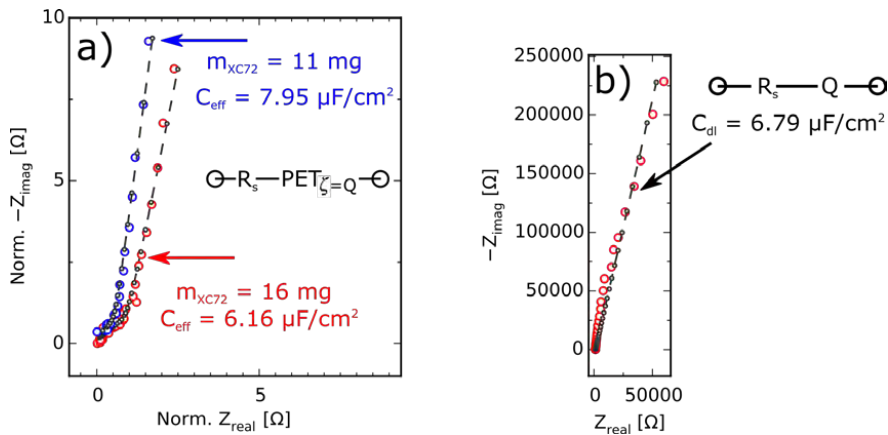 a)
10
5
0
Norm. −Z_imag [Ω]
m_XC72 = 11 mg
C_eff = 7.95 μF/cm²
R_s PET_ζ=Q
m_XC72 = 16 mg
C_eff = 6.16 μF/cm²
0 5
Norm. Z_real [Ω]
b)
250000
200000
150000
100000
50000
0
−Z_imag [Ω]
R_s Q
C_dl = 6.79 μF/cm²
0 50000
Z_real [Ω]